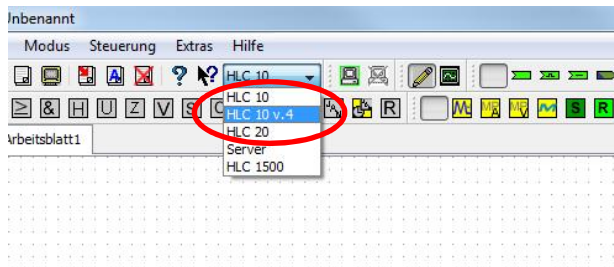 Unbenannt
Modus Steuerung Extras Hilfe
HLC 10
≥ & H U Z V S R M S R
HLC 10
HLC 10 v.4
HLC 20
Server
HLC 1500
Arbeitsblatt1